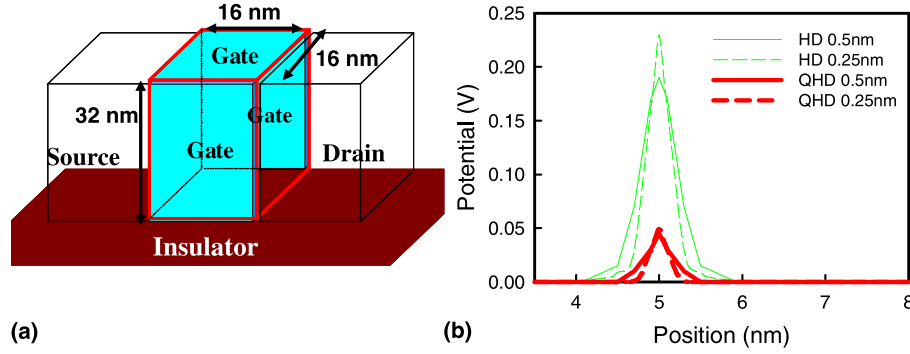 16 nm
Gate
16 nm
32 nm
Gate
Gate
Source
Drain
Insulator
(a)
0.25
0.20
0.15
0.10
0.05
0.00
Potential (V)
HD 0.5nm
HD 0.25nm
QHD 0.5nm
QHD 0.25nm
4 5 6 7 8
Position (nm)
(b)